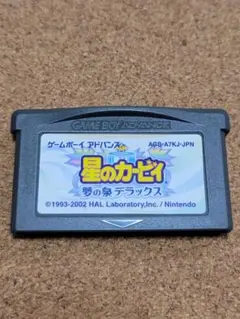 GAME BOY ADVANCE
ゲームボーイアドバンス
AGB-A7KJ-JPN
星のカービィ
夢の泉デラックス
©1993-2002 HAL Laboratory,Inc./ Nintendo